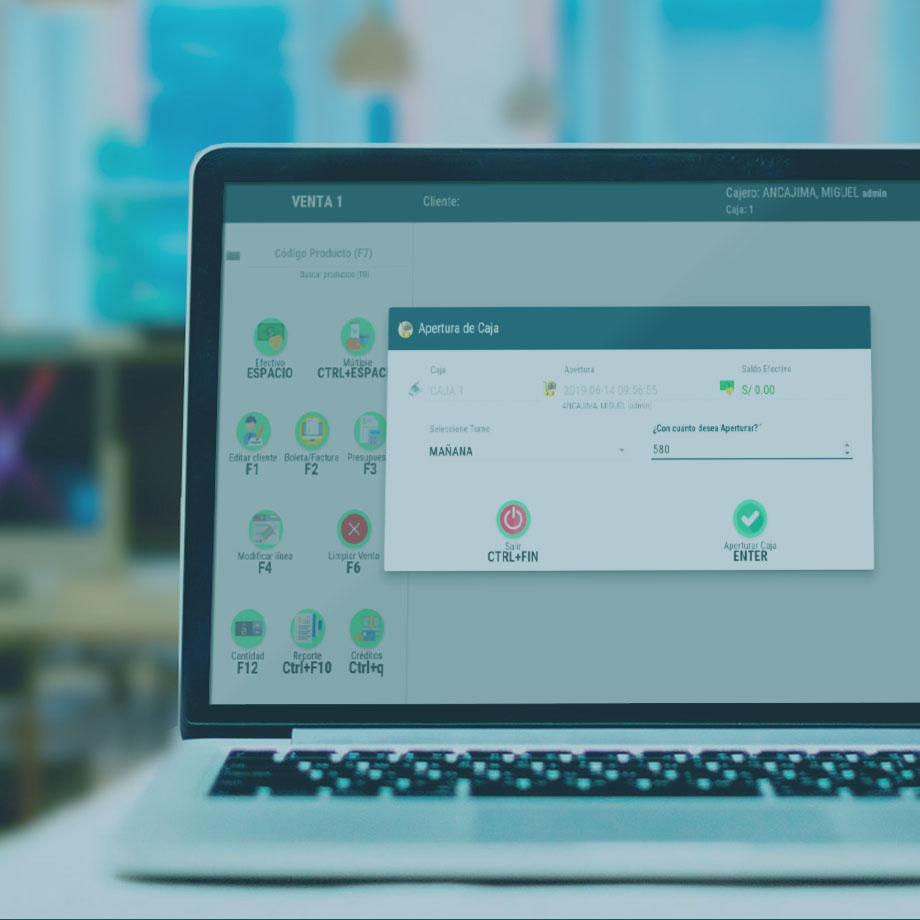 VENTA 1
Cliente:
Cajero: ANCAJIMA, MIGUEL admin
Caja: 1
Código Producto (F7)
Buscar productos (F8)
Efectivo
ESPACIO
Múltiple
CTRL+ESPAC
Editar cliente
F1
Boleta/Factura
F2
Presupues
F3
Modificar línea
F4
Limpiar Venta
F6
Cantidad
F12
Reporte
Ctrl+F10
Créditos
Ctrl+q
Apertura de Caja
Caja
CAJA 1
Apertura
2019-06-14 09:56:55
ANCAJIMA, MIGUEL (admin)
Saldo Efectivo
S/ 0.00
Seleccione Turno
MAÑANA
¿Con cuánto desea Aperturar?*
580
Salir
CTRL+FIN
Aperturar Caja
ENTER